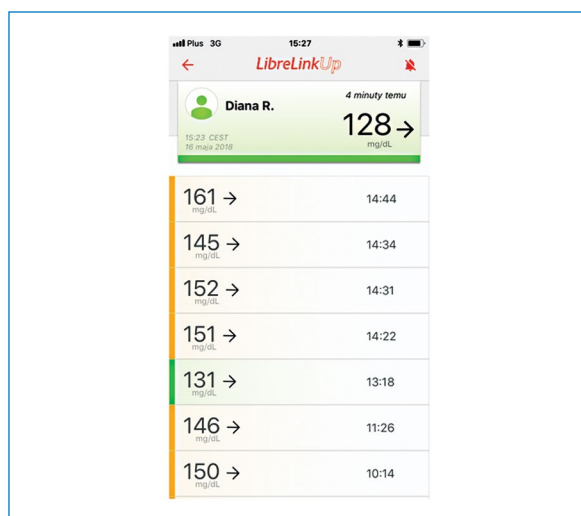 Plus 3G 15:27
LibreLinkUp
Diana R.
4 minuty temu
128
mg/dL
15:23 CEST
16 maja 2018
161 14:44
mg/dL
145 14:34
mg/dL
152 14:31
mg/dL
151 14:22
mg/dL
131 13:18
mg/dL
146 11:26
mg/dL
150 10:14
mg/dL